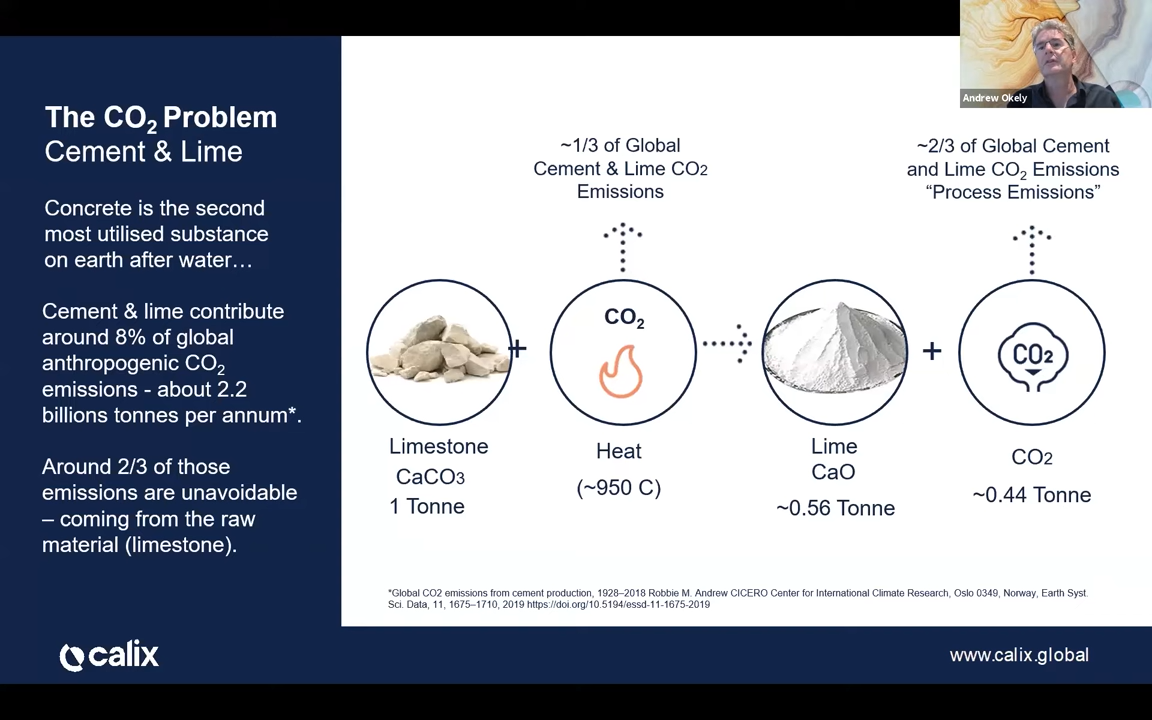 Andrew Okely
The CO₂ Problem
Cement & Lime
Concrete is the second
most utilised substance
on earth after water…
Cement & lime contribute
around 8% of global
anthropogenic CO₂
emissions - about 2.2
billions tonnes per annum*.
Around 2/3 of those
emissions are unavoidable
– coming from the raw
material (limestone).
~1/3 of Global
Cement & Lime CO2
Emissions
~2/3 of Global Cement
and Lime CO₂ Emissions
“Process Emissions”
+
CO₂
+
CO₂
Limestone
CaCO3
1 Tonne
Heat
(~950 C)
Lime
CaO
~0.56 Tonne
CO2
~0.44 Tonne
*Global CO2 emissions from cement production, 1928–2018 Robbie M. Andrew CICERO Center for International Climate Research, Oslo 0349, Norway, Earth Syst.
Sci. Data, 11, 1675–1710, 2019 https://doi.org/10.5194/essd-11-1675-2019
calix
www.calix.global